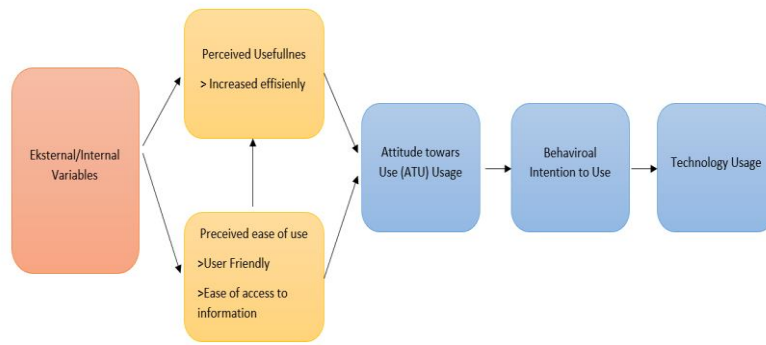 Eksternal/Internal
Variables
Perceived Usefullnes
> Increased effisienly
Preceived ease of use
>User Friendly
>Ease of access to
information
Attitude towars
Use (ATU) Usage
Behaviroal
Intention to Use
Technology Usage